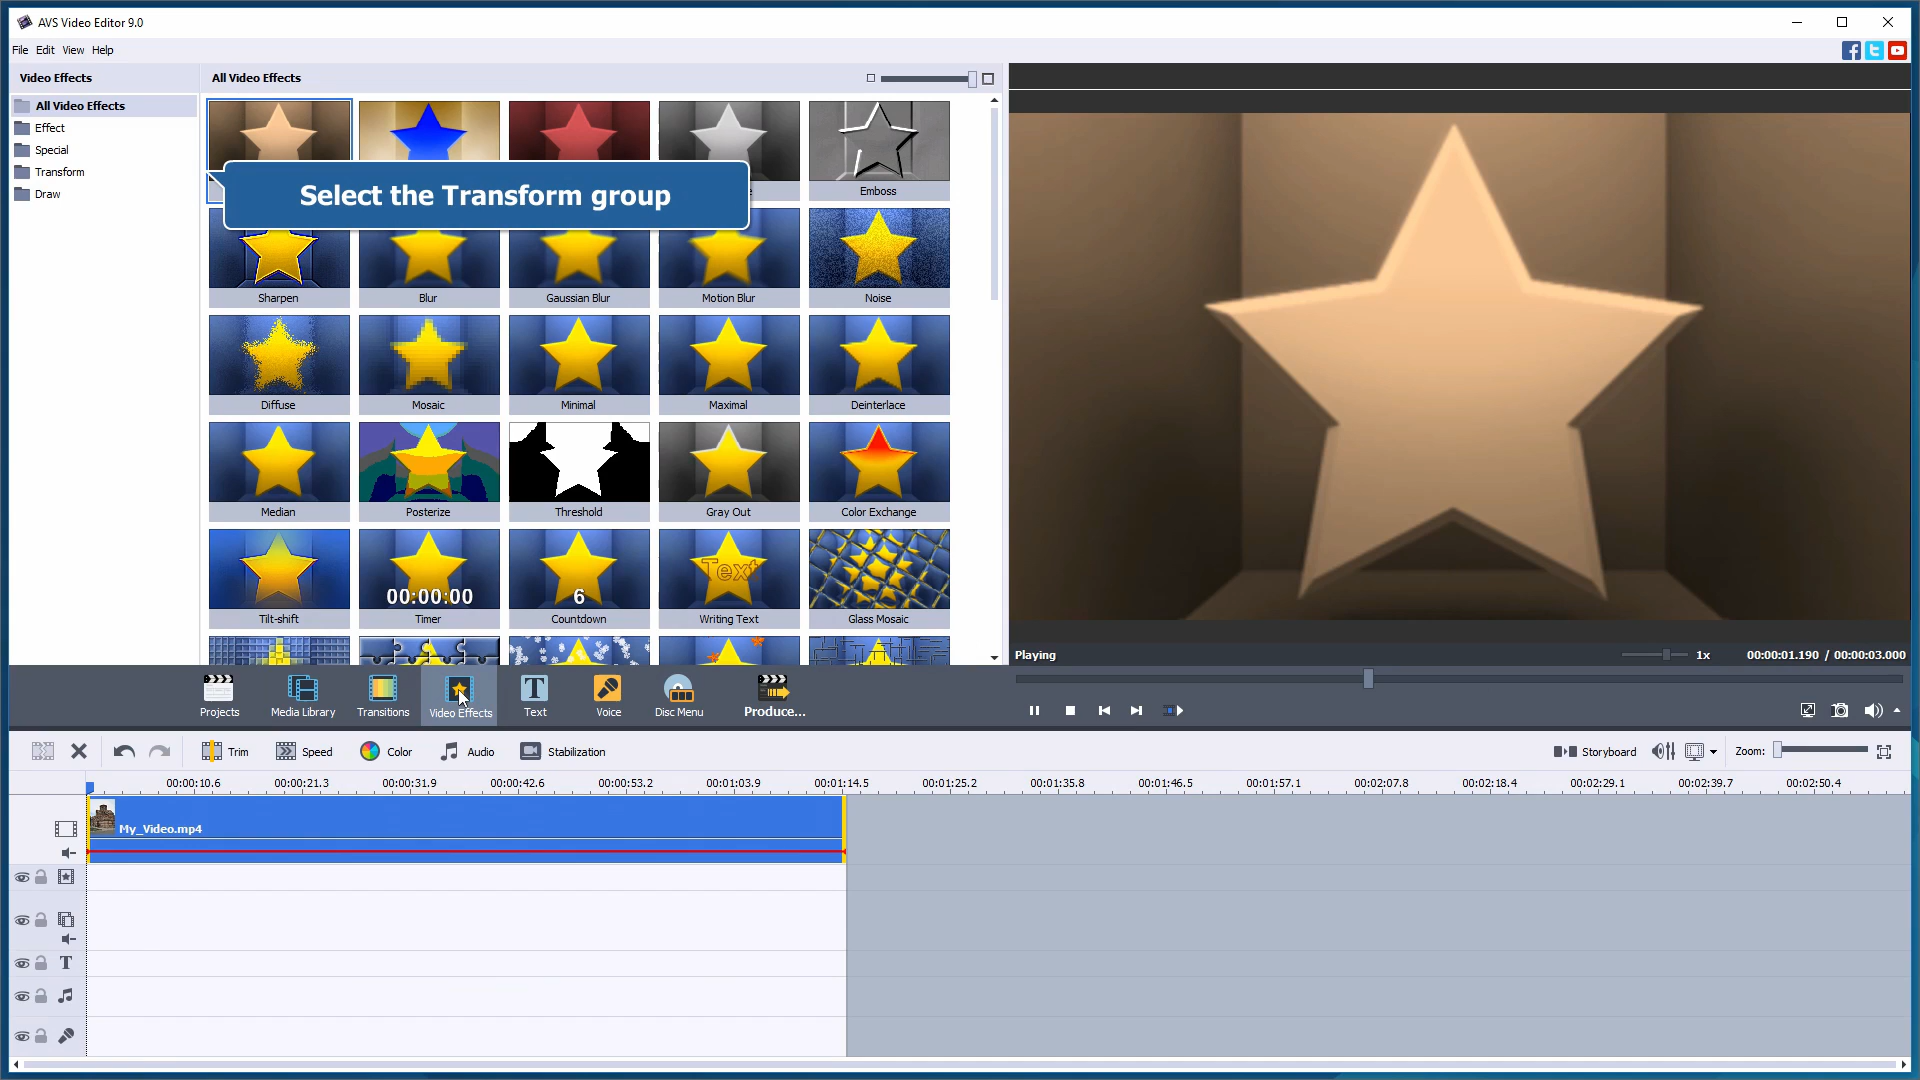 AVS Video Editor 9.0
File Edit View Help
Video Effects
All Video Effects
All Video Effects
Effect
Special
Transform
Draw
Select the Transform group
Emboss
Sharpen
Blur
Gaussian Blur
Motion Blur
Noise
Diffuse
Mosaic
Minimal
Maximal
Deinterlace
Median
Posterize
Threshold
Gray Out
Color Exchange
00:00:00
6
Text
Tilt-shift
Timer
Countdown
Writing Text
Glass Mosaic
Playing
1x
00:00:01.190 / 00:00:03.000
Projects
Media Library
Transitions
Video Effects
Text
Voice
Disc Menu
Produce...
Trim
Speed
Color
Audio
Stabilization
Storyboard
Zoom:
00:00:10.6 00:00:21.3 00:00:31.9 00:00:42.6 00:00:53.2 00:01:03.9 00:01:14.5 00:01:25.2 00:01:35.8 00:01:46.5 00:01:57.1 00:02:07.8 00:02:18.4 00:02:29.1 00:02:39.7 00:02:50.4
My_Video.mp4